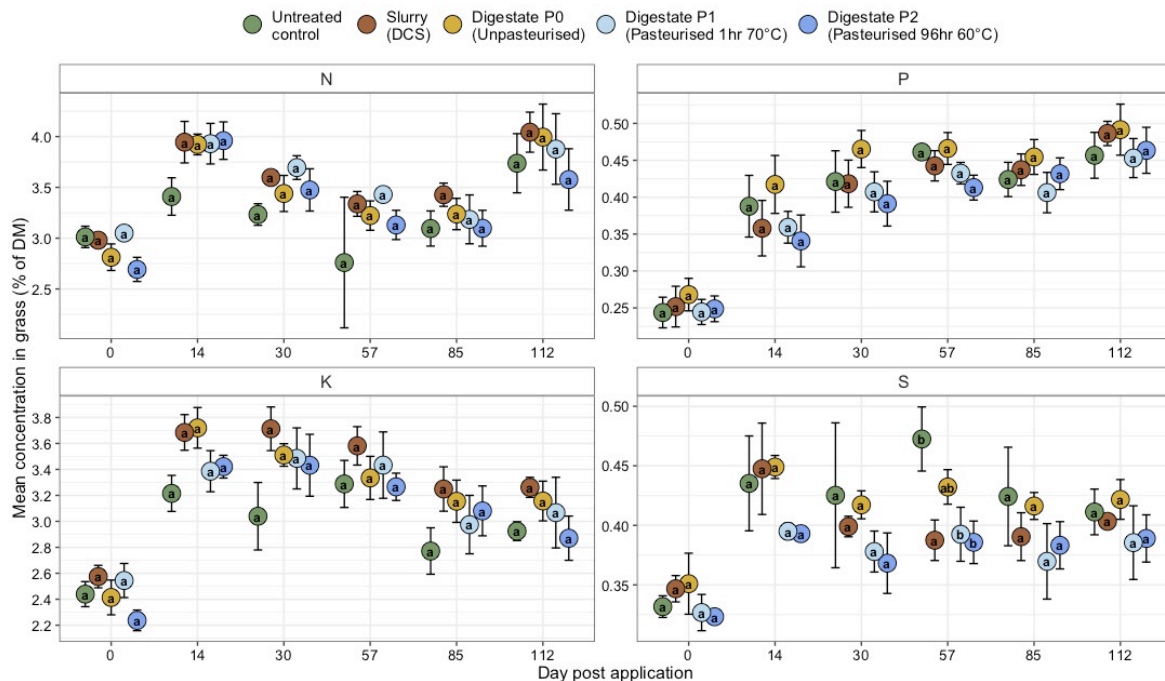 Untreated control
Slurry (DCS)
Digestate P0 (Unpasteurised)
Digestate P1 (Pasteurised 1hr 70°C)
Digestate P2 (Pasteurised 96hr 60°C)
Mean concentration in grass (% of DM)
N
4.0
3.5
3.0
2.5
a a a a a a a a a a a a a a a a a a a a a a a a a a a a a a
0 14 30 57 85 112
P
0.50
0.45
0.40
0.35
0.30
0.25
a a a a a a a a a a a a a a a a a a a a a a a a a a a a a a
0 14 30 57 85 112
K
3.8
3.6
3.4
3.2
3.0
2.8
2.6
2.4
2.2
a a a a a a a a a a a a a a a a a a a a a a a a a a a a a a
0 14 30 57 85 112
S
0.50
0.45
0.40
0.35
a a a a a a a a a a a a a a a b a ab a b a a a a a a a a a a
0 14 30 57 85 112
Day post application